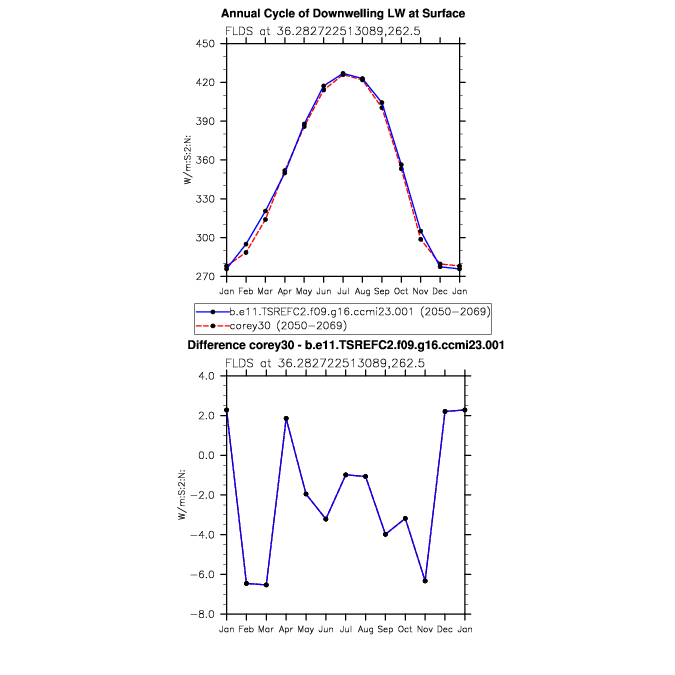 Annual Cycle of Downwelling LW at Surface
FLDS at 36.282722513089,262.5
450
420
390
360
330
300
270
W/m:S:2:N:
Jan Feb Mar Apr May Jun Jul Aug Sep Oct Nov Dec Jan
b.e11.TSREFC2.f09.g16.ccmi23.001 (2050-2069)
corey30 (2050-2069)
Difference corey30 - b.e11.TSREFC2.f09.g16.ccmi23.001
FLDS at 36.282722513089,262.5
4.0
2.0
0.0
-2.0
-4.0
-6.0
-8.0
W/m:S:2:N:
Jan Feb Mar Apr May Jun Jul Aug Sep Oct Nov Dec Jan